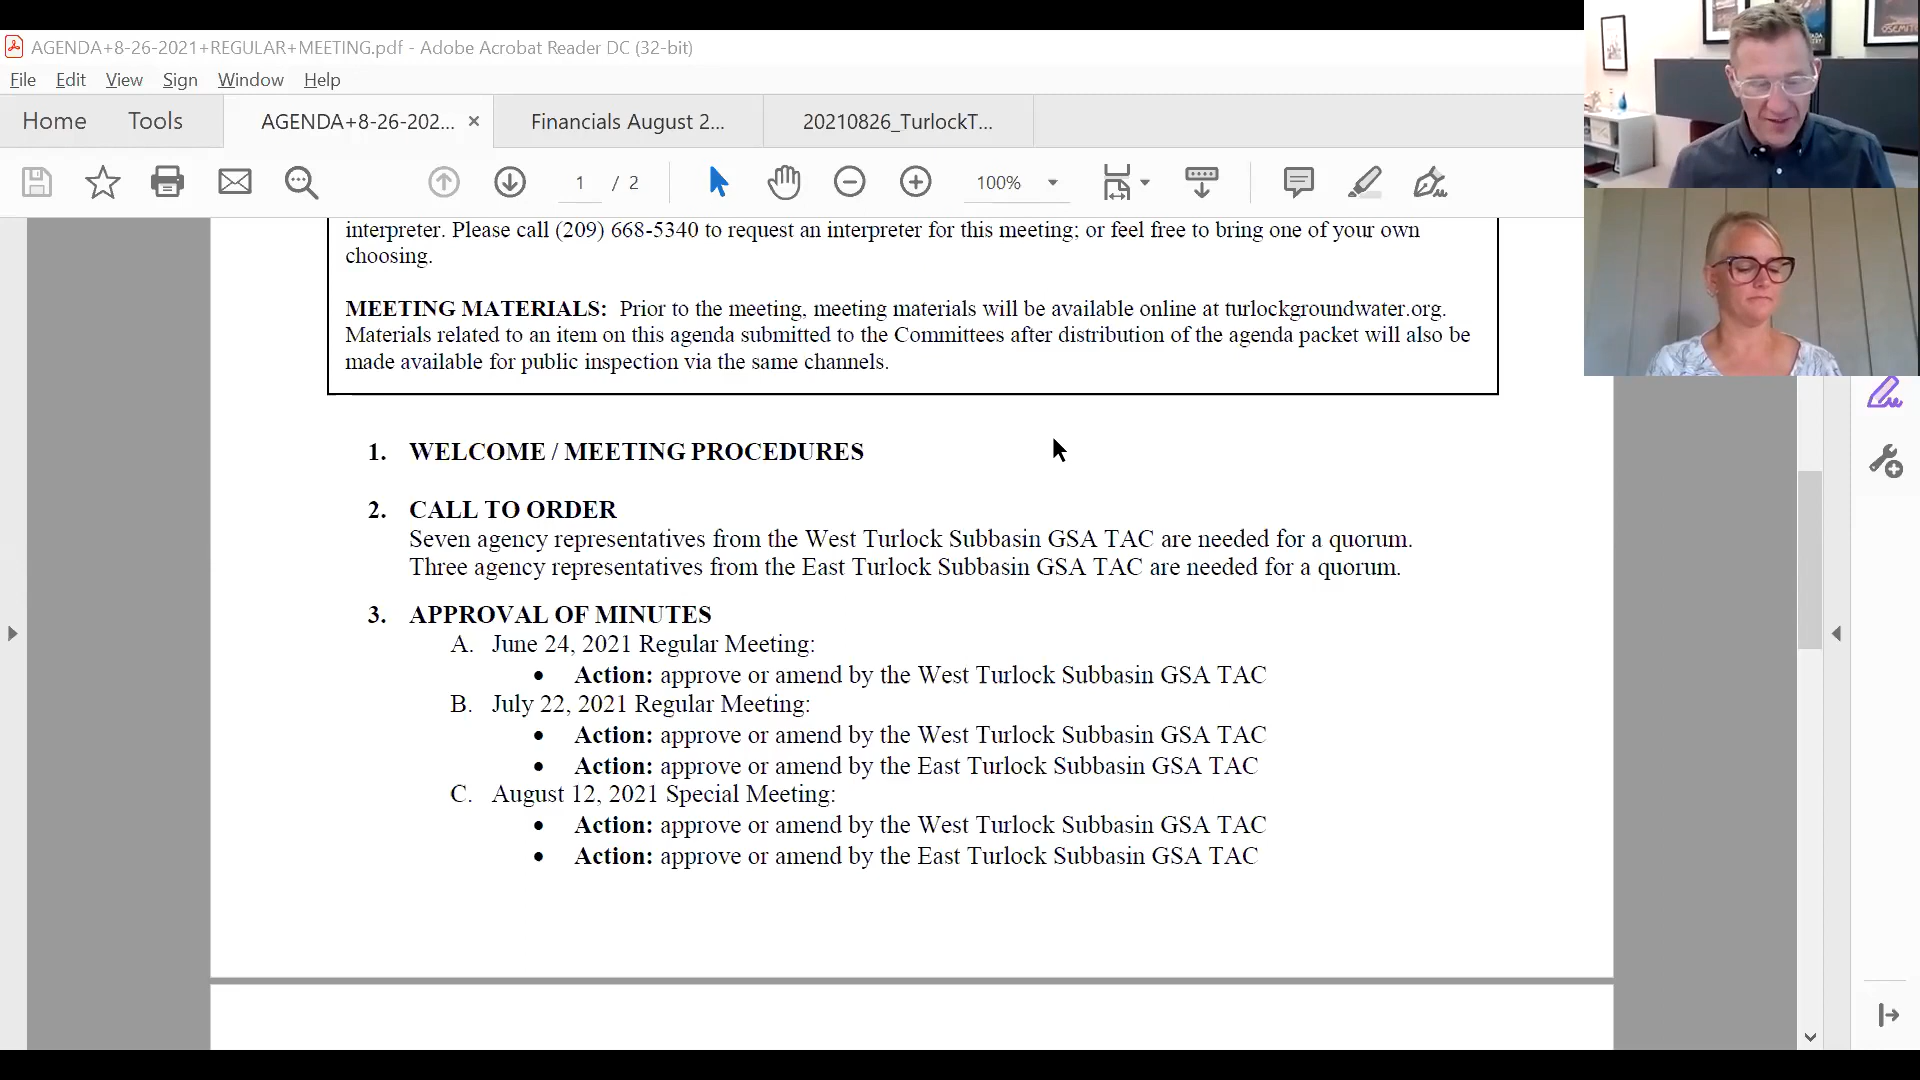 AGENDA+8-26-2021+REGULAR+MEETING.pdf - Adobe Acrobat Reader DC (32-bit)
File Edit View Sign Window Help
Home Tools AGENDA+8-26-202... × Financials August 2... 20210826_TurlockT...
1 / 2 100%
interpreter. Please call (209) 668-5340 to request an interpreter for this meeting; or feel free to bring one of your own
choosing.
MEETING MATERIALS: Prior to the meeting, meeting materials will be available online at turlockgroundwater.org.
Materials related to an item on this agenda submitted to the Committees after distribution of the agenda packet will also be
made available for public inspection via the same channels.
1. WELCOME / MEETING PROCEDURES
2. CALL TO ORDER
Seven agency representatives from the West Turlock Subbasin GSA TAC are needed for a quorum.
Three agency representatives from the East Turlock Subbasin GSA TAC are needed for a quorum.
3. APPROVAL OF MINUTES
A. June 24, 2021 Regular Meeting:
• Action: approve or amend by the West Turlock Subbasin GSA TAC
B. July 22, 2021 Regular Meeting:
• Action: approve or amend by the West Turlock Subbasin GSA TAC
• Action: approve or amend by the East Turlock Subbasin GSA TAC
C. August 12, 2021 Special Meeting:
• Action: approve or amend by the West Turlock Subbasin GSA TAC
• Action: approve or amend by the East Turlock Subbasin GSA TAC